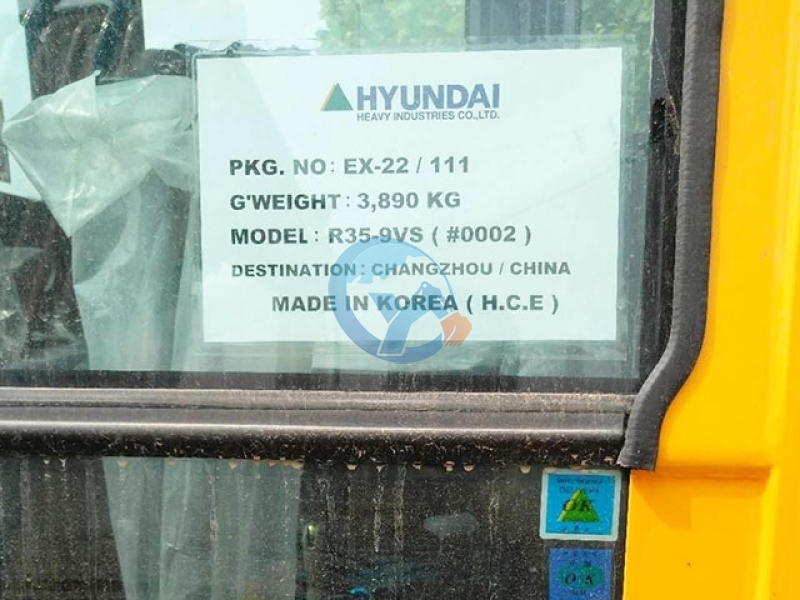 HYUNDAI
HEAVY INDUSTRIES CO.,LTD.
PKG. NO: EX-22 / 111
G'WEIGHT: 3,890 KG
MODEL: R35-9VS ( #0002 )
DESTINATION: CHANGZHOU / CHINA
MADE IN KOREA ( H.C.E )
OK
OK